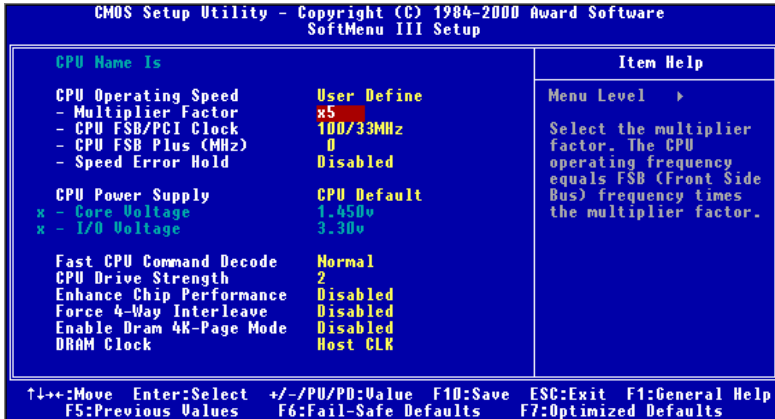 CMOS Setup Utility – Copyright (C) 1984-2000 Award Software
SoftMenu III Setup
CPU Name Is
CPU Operating Speed User Define
- Multiplier Factor x5
- CPU FSB/PCI Clock 100/33MHz
- CPU FSB Plus (MHz) 0
- Speed Error Hold Disabled
CPU Power Supply CPU Default
x - Core Voltage 1.450v
x - I/O Voltage 3.30v
Fast CPU Command Decode Normal
CPU Drive Strength 2
Enhance Chip Performance Disabled
Force 4-Way Interleave Disabled
Enable Dram 4K-Page Mode Disabled
DRAM Clock Host CLK
Item Help
Menu Level ▸
Select the multiplier
factor. The CPU
operating frequency
equals FSB (Front Side
Bus) frequency times
the multiplier factor.
↑↓→←:Move Enter:Select +/-/PU/PD:Value F10:Save ESC:Exit F1:General Help
F5:Previous Values F6:Fail-Safe Defaults F7:Optimized Defaults